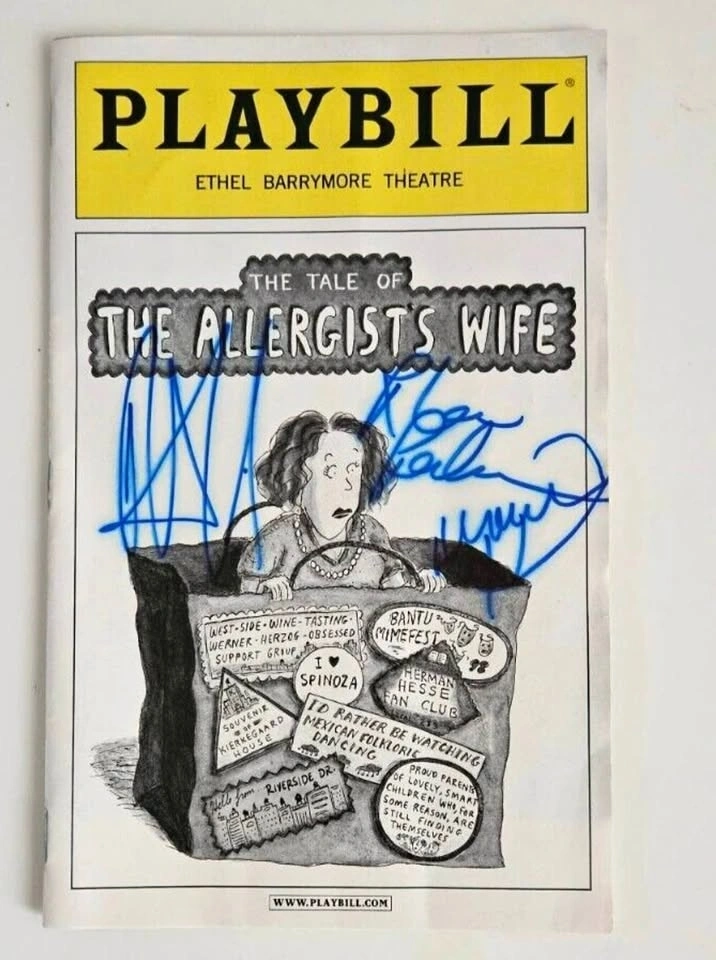 PLAYBILL®
ETHEL BARRYMORE THEATRE
THE TALE OF
THE ALLERGIST'S WIFE
WEST-SIDE-WINE-TASTING-
WERNER-HERZOG-OBSESSED
SUPPORT GROUP
BANTU
MIMEFEST
98
I ♥
SPINOZA
HERMAN
HESSE
FAN CLUB
SOUVENIR
OF
KIERKEGAARD
HOUSE
I'D RATHER BE WATCHING
MEXICAN FOLKLORIC
DANCING
Hello from RIVERSIDE DR.
PROUD PARENTS
OF LOVELY, SMART
CHILDREN WHO, FOR
SOME REASON, ARE
STILL FINDING
THEMSELVES
WWW.PLAYBILL.COM